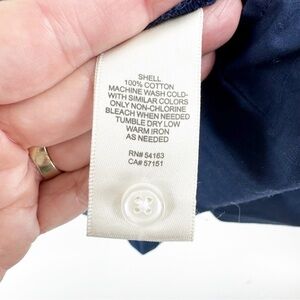 SHELL
100% COTTON
MACHINE WASH COLD-
WITH SIMILAR COLORS
ONLY NON-CHLORINE
BLEACH WHEN NEEDED
TUMBLE DRY LOW
WARM IRON
AS NEEDED
RN# 54163
CA# 57151